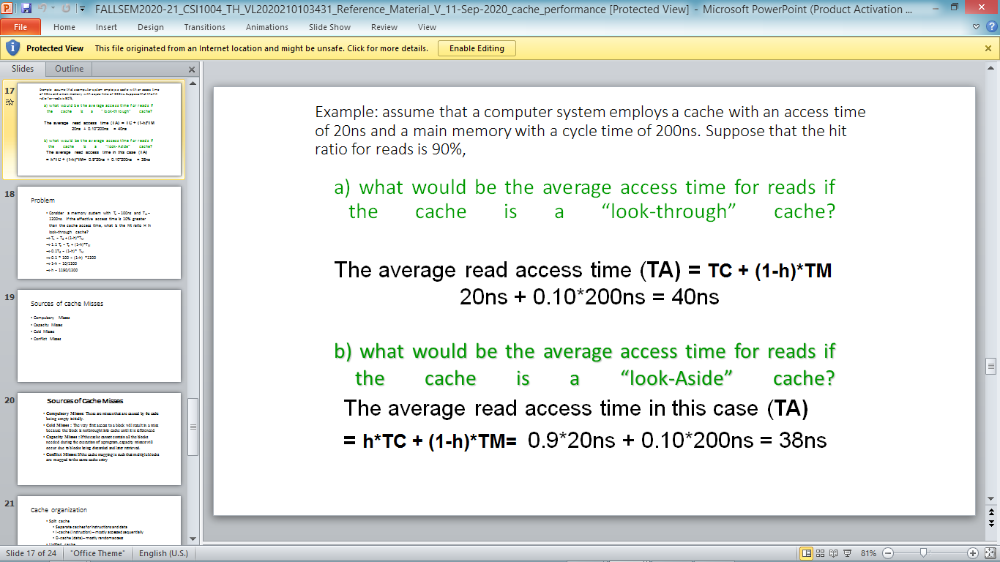 FALLSEM2020-21_CSI1004_TH_VL2020210103431_Reference_Material_V_11-Sep-2020_cache_performance [Protected View] - Microsoft PowerPoint (Product Activation ...
File Home Insert Design Transitions Animations Slide Show Review View
Protected View This file originated from an Internet location and might be unsafe. Click for more details. Enable Editing
Slides Outline
17
Example: assume that a computer system employs a cache with an access time
of 20ns and a main memory with a cycle time of 200ns. Suppose that the hit
ratio for reads is 90%,
a) what would be the average access time for reads if
the cache is a "look-through" cache?
The average read access time (TA) = TC + (1-h)*TM
20ns + 0.10*200ns = 40ns
b) what would be the average access time for reads if
the cache is a "look-Aside" cache?
The average read access time in this case (TA)
= h*TC + (1-h)*TM= 0.9*20ns + 0.10*200ns = 38ns
18
Problem
• Consider a memory system with Tc = 100ns and Tm =
1200ns. If the effective access time is 10% greater
than the cache access time, what is the hit ratio H in
look-through cache?
→ 0.1 * 100 = (1-h) *1200
→ 1-h = 10/1200
→ h = 1190/1200
19
Sources of cache Misses
• Compulsory Misses
• Capacity Misses
• Cold Misses
• Conflict Misses
20
Sources of Cache Misses
• Compulsory Misses: These are misses that are caused by the cache
being empty initially.
• Cold Misses : The very first access to a block will result in a miss
because the block is not brought into cache until it is referenced
• Capacity Misses : If the cache cannot contain all the blocks
needed during the execution of a program, capacity misses will
occur due to blocks being discarded and later retrieved.
• Conflict Misses: If the cache mapping is such that multiple blocks
are mapped to the same cache entry
21
Cache organization
• Split cache
• Separate caches for instructions and data
• I-cache (Instruction) – mostly accessed sequentially
• D-cache (data) – mostly random access
• Unified cache
Example: assume that a computer system employs a cache with an access time
of 20ns and a main memory with a cycle time of 200ns. Suppose that the hit
ratio for reads is 90%,
a) what would be the average access time for reads if
the cache is a “look-through” cache?
The average read access time (TA) = TC + (1-h)*TM
20ns + 0.10*200ns = 40ns
b) what would be the average access time for reads if
the cache is a “look-Aside” cache?
The average read access time in this case (TA)
= h*TC + (1-h)*TM= 0.9*20ns + 0.10*200ns = 38ns
Slide 17 of 24 "Office Theme" English (U.S.) 81%